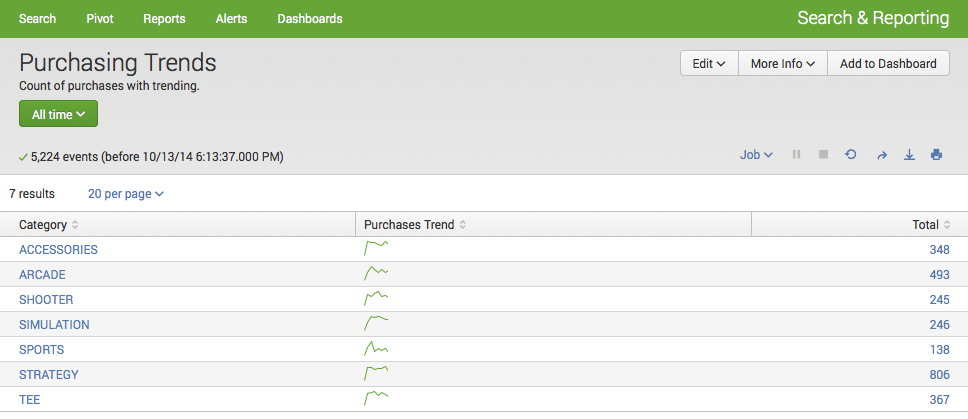 Search Pivot Reports Alerts Dashboards Search & Reporting
Purchasing Trends Edit More Info Add to Dashboard
Count of purchases with trending.
All time
5,224 events (before 10/13/14 6:13:37.000 PM) Job
7 results 20 per page
Category Purchases Trend Total
ACCESSORIES 348
ARCADE 493
SHOOTER 245
SIMULATION 246
SPORTS 138
STRATEGY 806
TEE 367